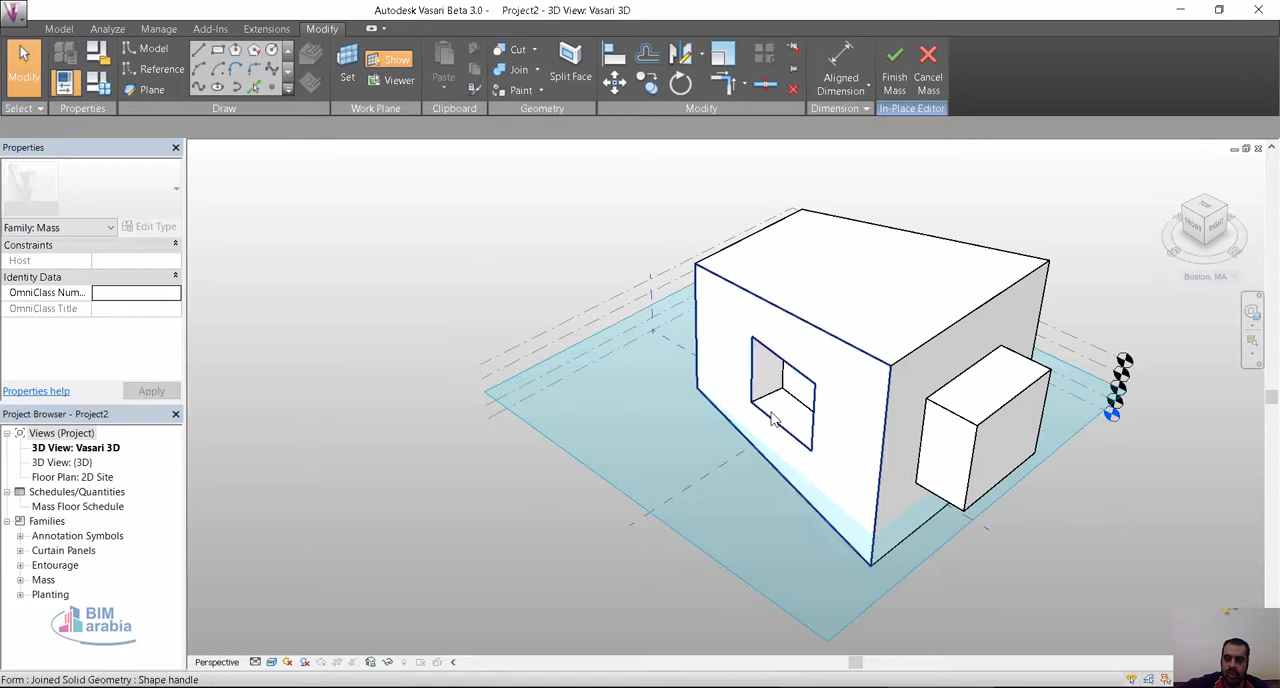 Autodesk Vasari Beta 3.0 - Project2 - 3D View: Vasari 3D
Model Analyze Manage Add-Ins Extensions Modify
Modify
Model
Reference
Plane
Set
Show
Viewer
Paste
Cut
Join
Paint
Split Face
Aligned
Dimension
Finish
Mass
Cancel
Mass
Select Properties Draw Work Plane Clipboard Geometry Modify Dimension In-Place Editor
Properties
Family: Mass
Edit Type
Constraints
Host
Identity Data
OmniClass Num...
OmniClass Title
Properties help
Apply
Project Browser - Project2
Views (Project)
3D View: Vasari 3D
3D View: {3D}
Floor Plan: 2D Site
Schedules/Quantities
Mass Floor Schedule
Families
Annotation Symbols
Curtain Panels
Entourage
Mass
Planting
BIM
arabia
TOP
FRONT
RIGHT
Boston, MA
Perspective
Form : Joined Solid Geometry : Shape handle